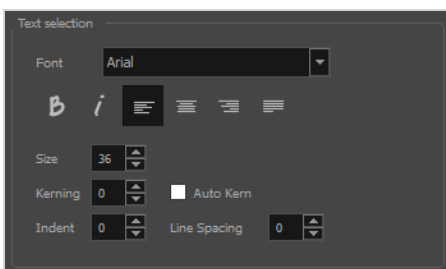 Text selection
Font Arial
B i
Size 36
Kerning 0 Auto Kern
Indent 0 Line Spacing 0